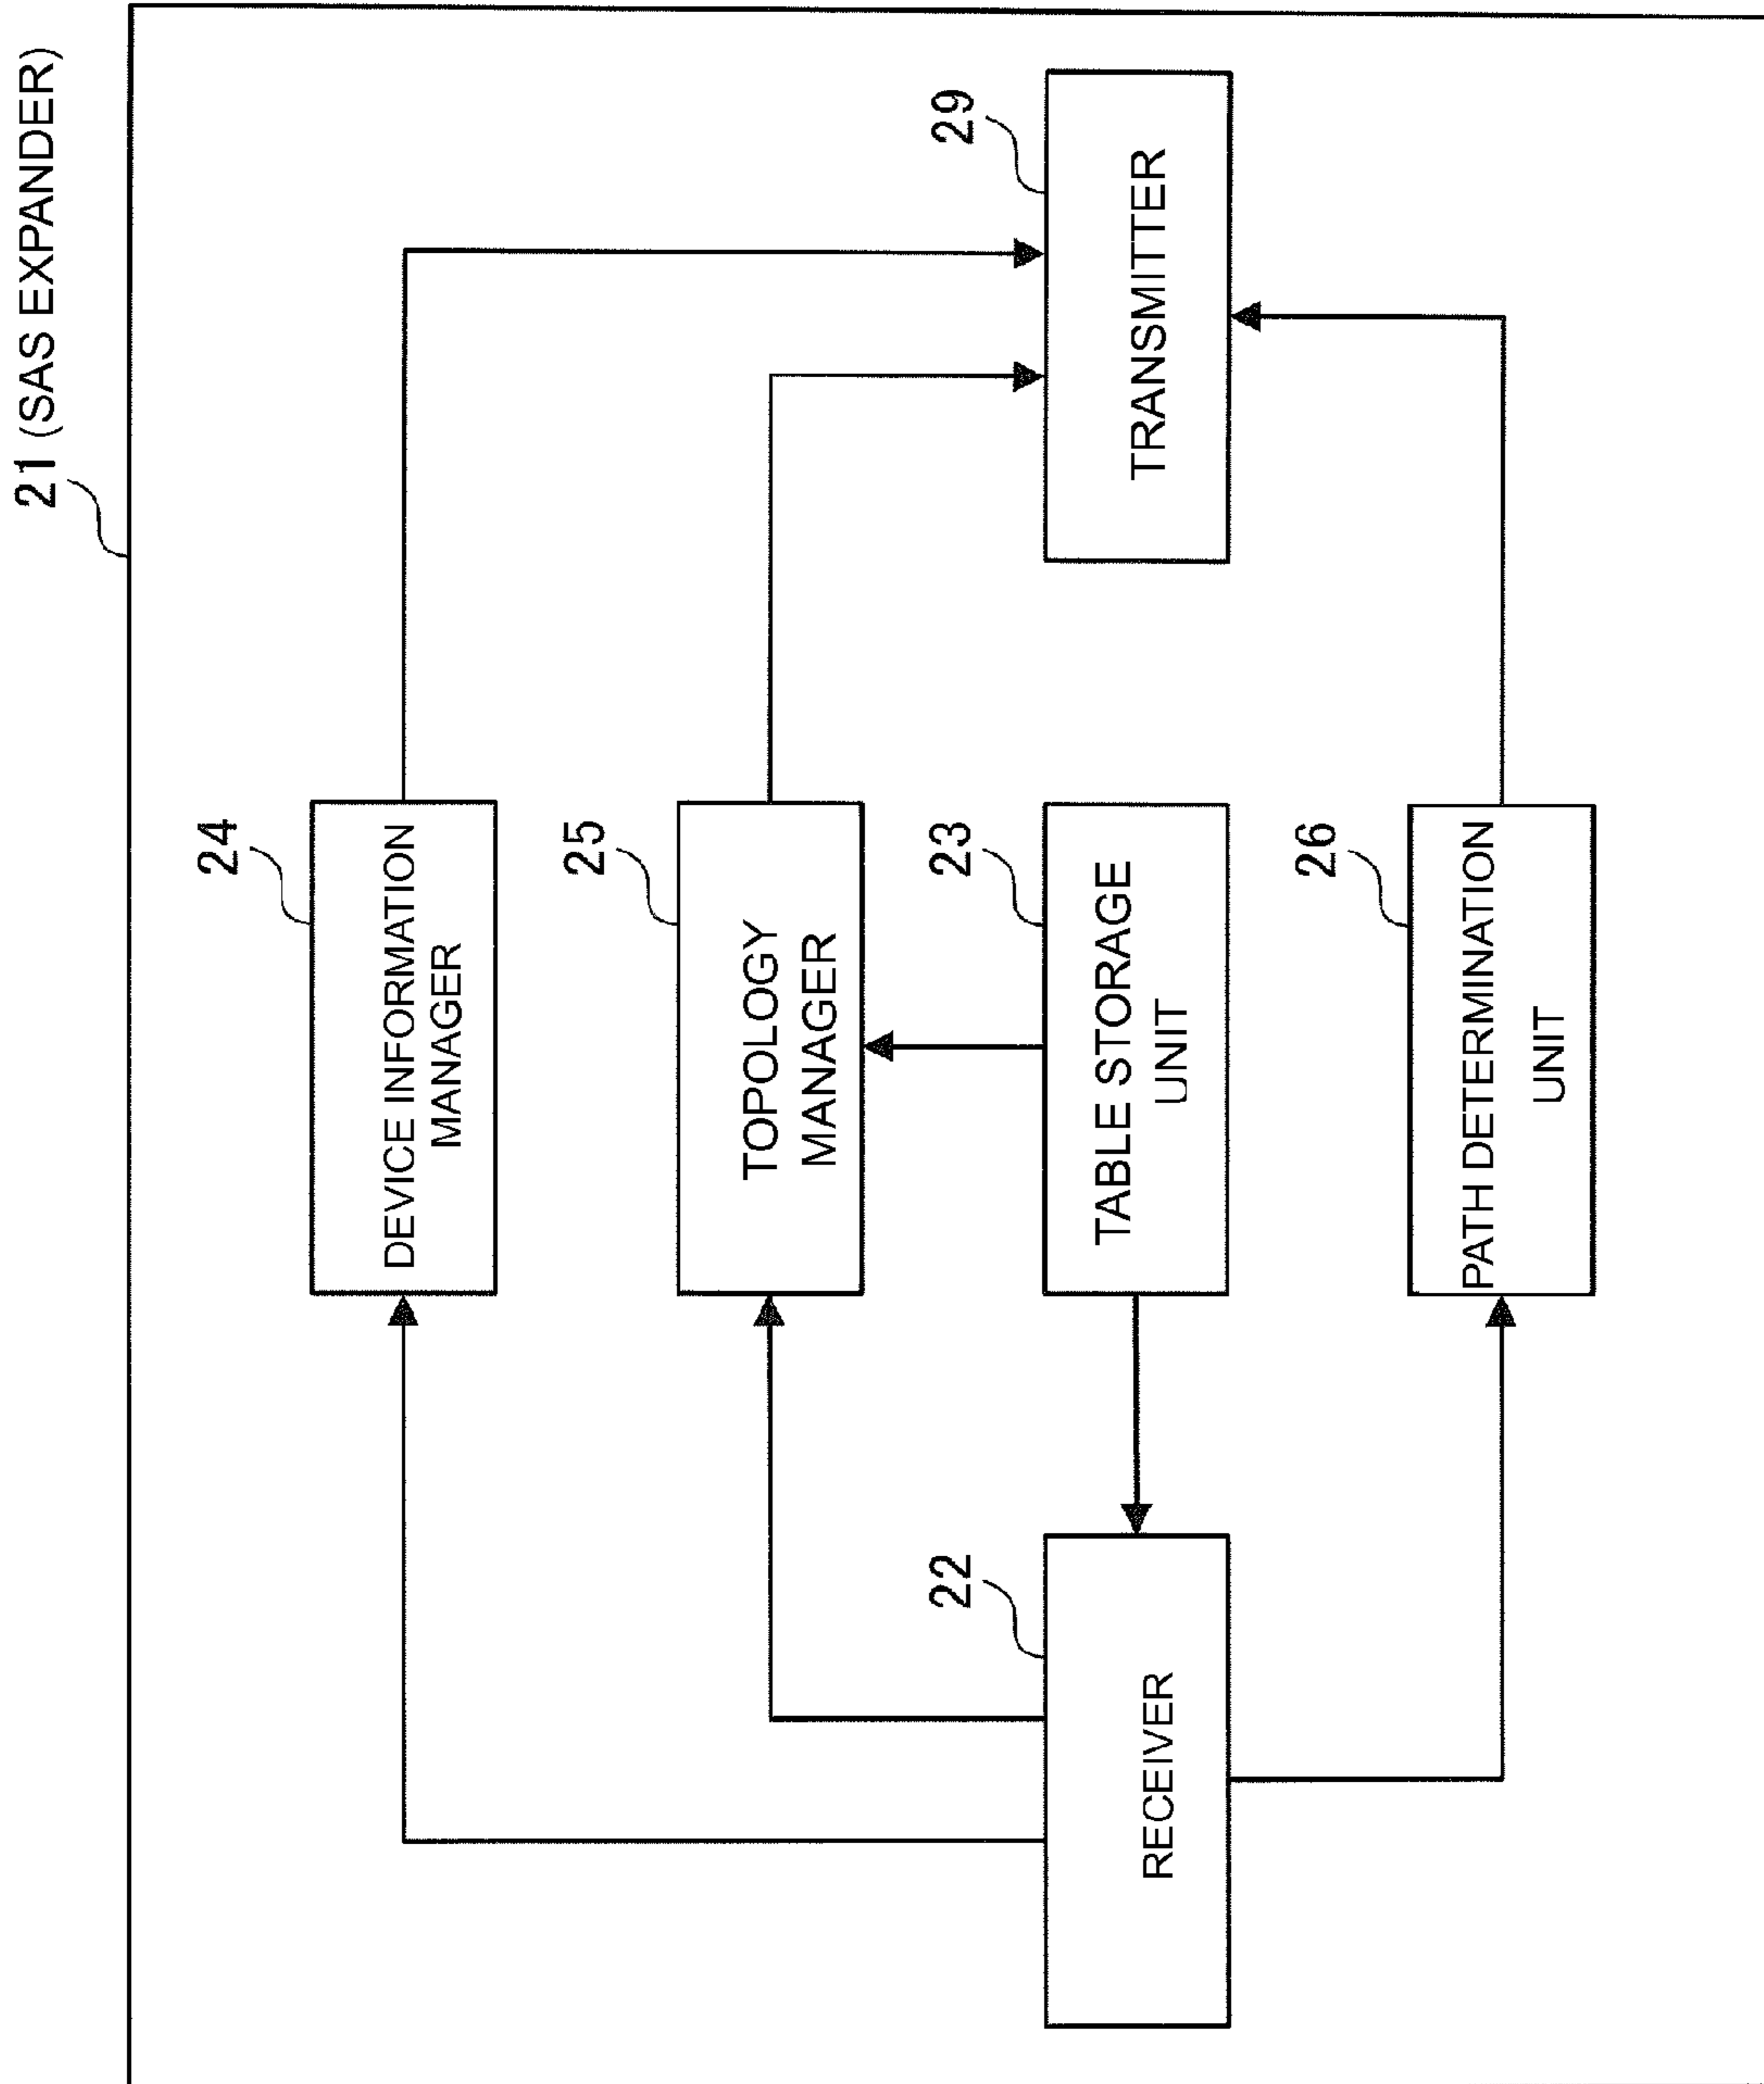 21 (SAS EXPANDER)
24
DEVICE INFORMATION
MANAGER
25
TOPOLOGY
MANAGER
22
RECEIVER
23
TABLE STORAGE
UNIT
29
TRANSMITTER
26
PATH DETERMINATION
UNIT